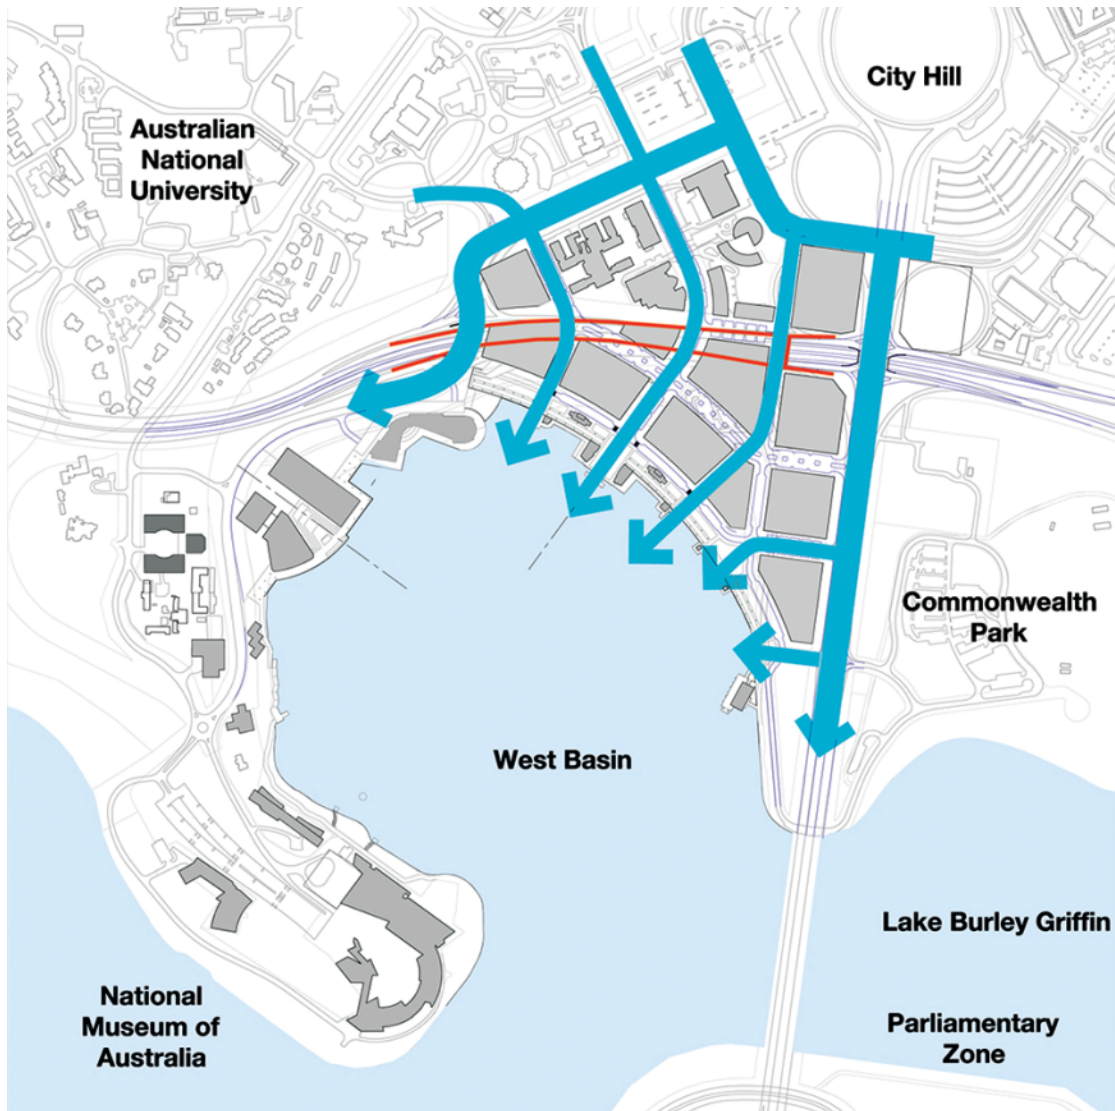 City Hill
Australian
National
University
Commonwealth
Park
West Basin
Lake Burley Griffin
National
Museum of
Australia
Parliamentary
Zone